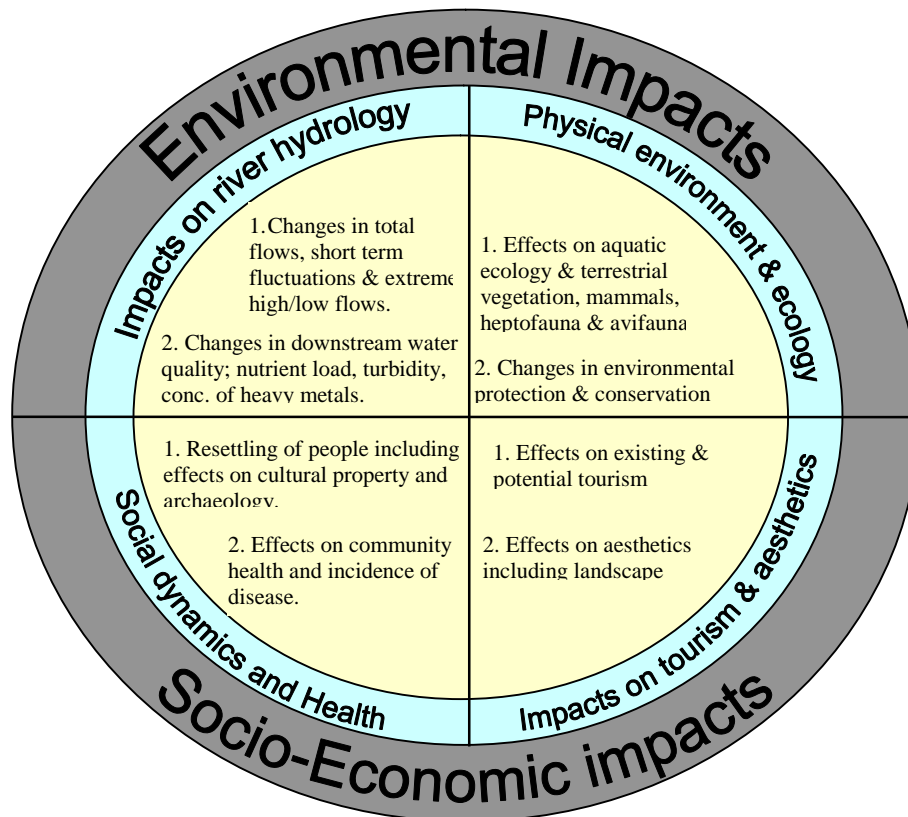 Environmental Impacts
Impacts on river hydrology
Physical environment & ecology
1.Changes in total
flows, short term
fluctuations & extreme
high/low flows.
2. Changes in downstream water
quality; nutrient load, turbidity,
conc. of heavy metals.
1. Effects on aquatic
ecology & terrestrial
vegetation, mammals,
heptofauna & avifauna
2. Changes in environmental
protection & conservation
1. Resettling of people including
effects on cultural property and
archaeology.
2. Effects on community
health and incidence of
disease.
1. Effects on existing &
potential tourism
2. Effects on aesthetics
including landscape
Social dynamics and Health
Impacts on tourism & aesthetics
Socio-Economic impacts